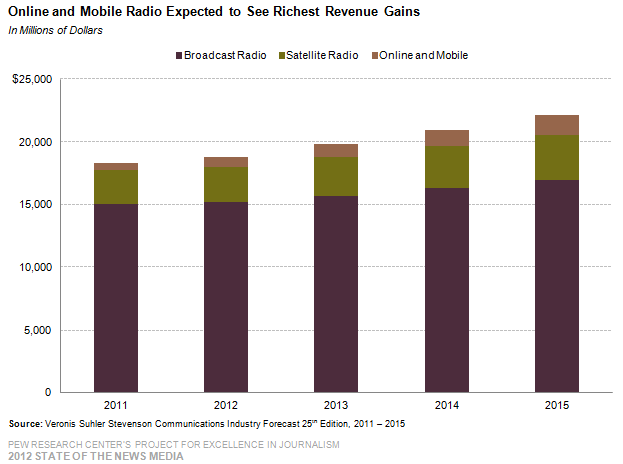 Online and Mobile Radio Expected to See Richest Revenue Gains
In Millions of Dollars
Broadcast Radio Satellite Radio Online and Mobile
$25,000
20,000
15,000
10,000
5,000
0
2011 2012 2013 2014 2015
Source: Veronis Suhler Stevenson Communications Industry Forecast 25th Edition, 2011 – 2015
PEW RESEARCH CENTER'S PROJECT FOR EXCELLENCE IN JOURNALISM
2012 STATE OF THE NEWS MEDIA